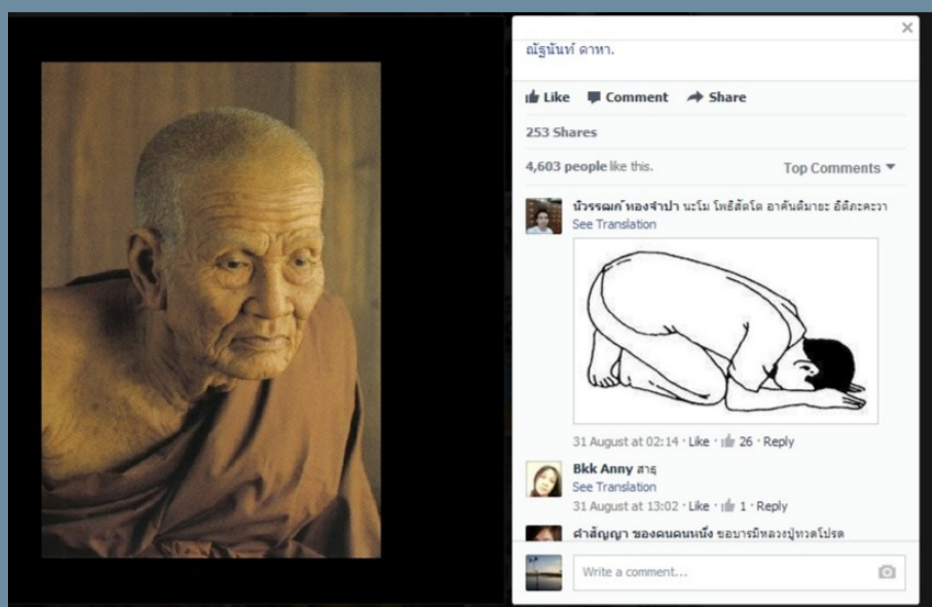 ณัฐนันท์ ดาหา.
Like Comment Share
253 Shares
4,603 people like this.
Top Comments
นิวรรฒก์ ทองจำปา นะโม โพธิสัตโต อาคันติมายะ อิติภะคะวา
See Translation
31 August at 02:14 · Like · 26 · Reply
Bkk Anny สาธุ
See Translation
31 August at 13:02 · Like · 1 · Reply
คำสัญญา ของคนคนหนึ่ง ขอบารมีหลวงปู่ทวดโปรด
Write a comment...